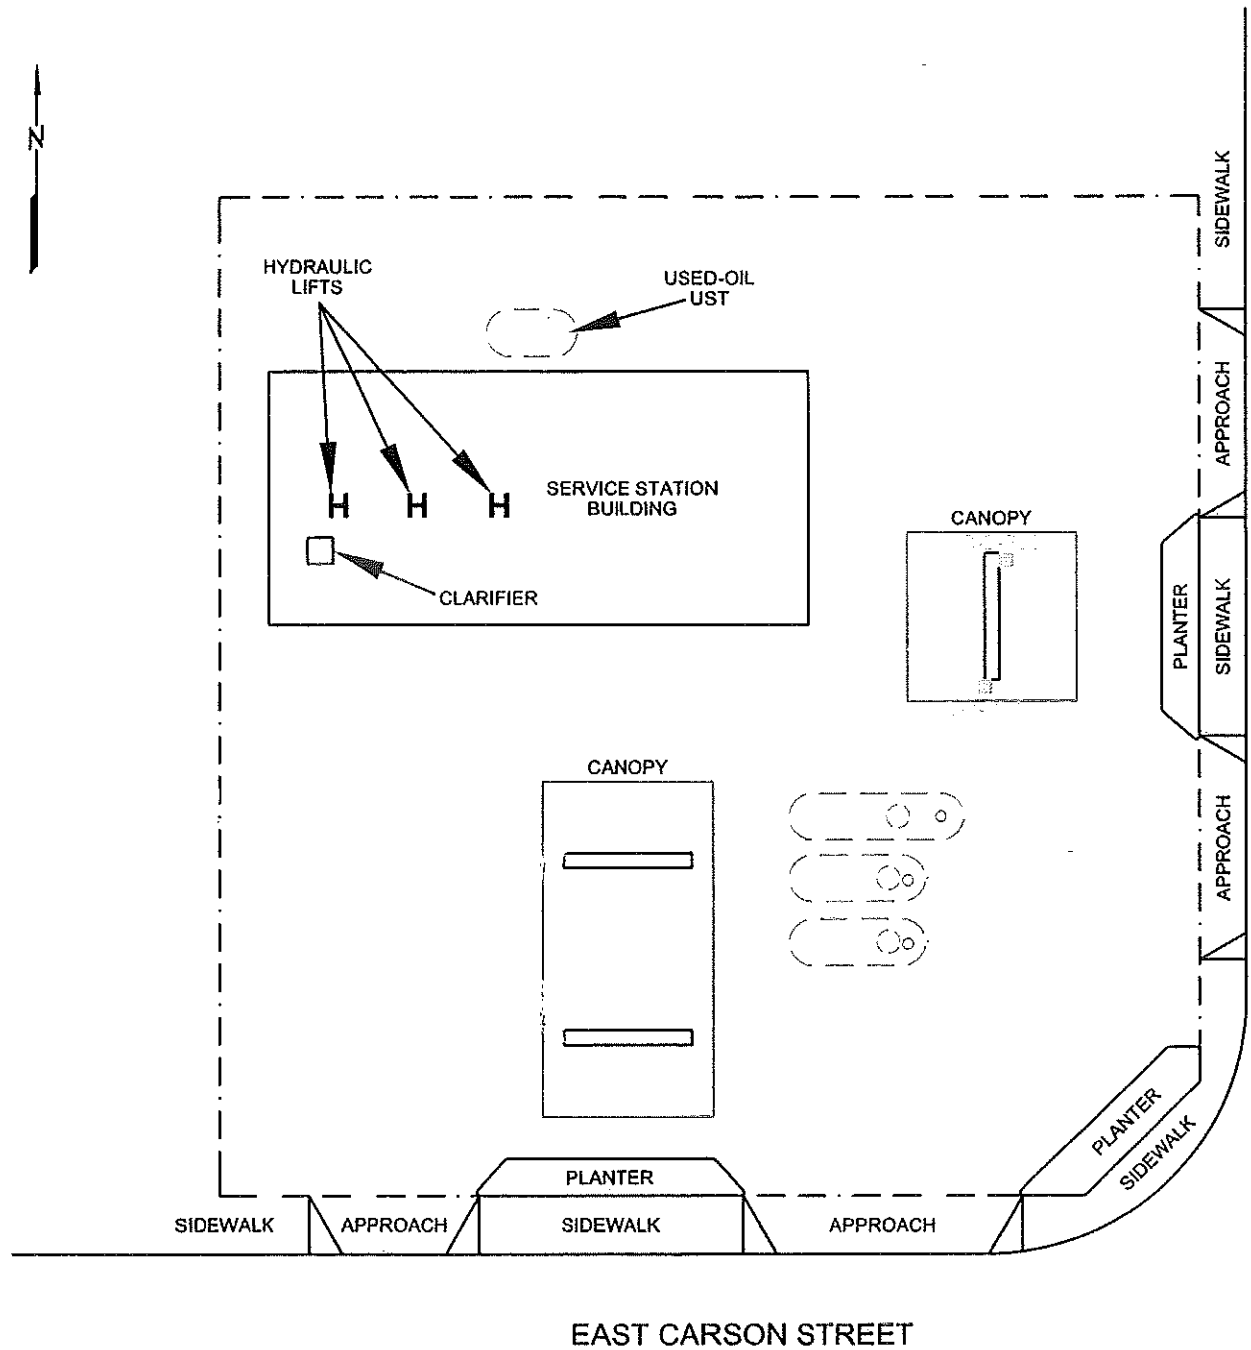 N
SIDEWALK
HYDRAULIC
LIFTS
USED-OIL
UST
APPROACH
H H H
SERVICE STATION
BUILDING
CANOPY
CLARIFIER
PLANTER
SIDEWALK
CANOPY
APPROACH
PLANTER
SIDEWALK
PLANTER
SIDEWALK
APPROACH
SIDEWALK
APPROACH
EAST CARSON STREET